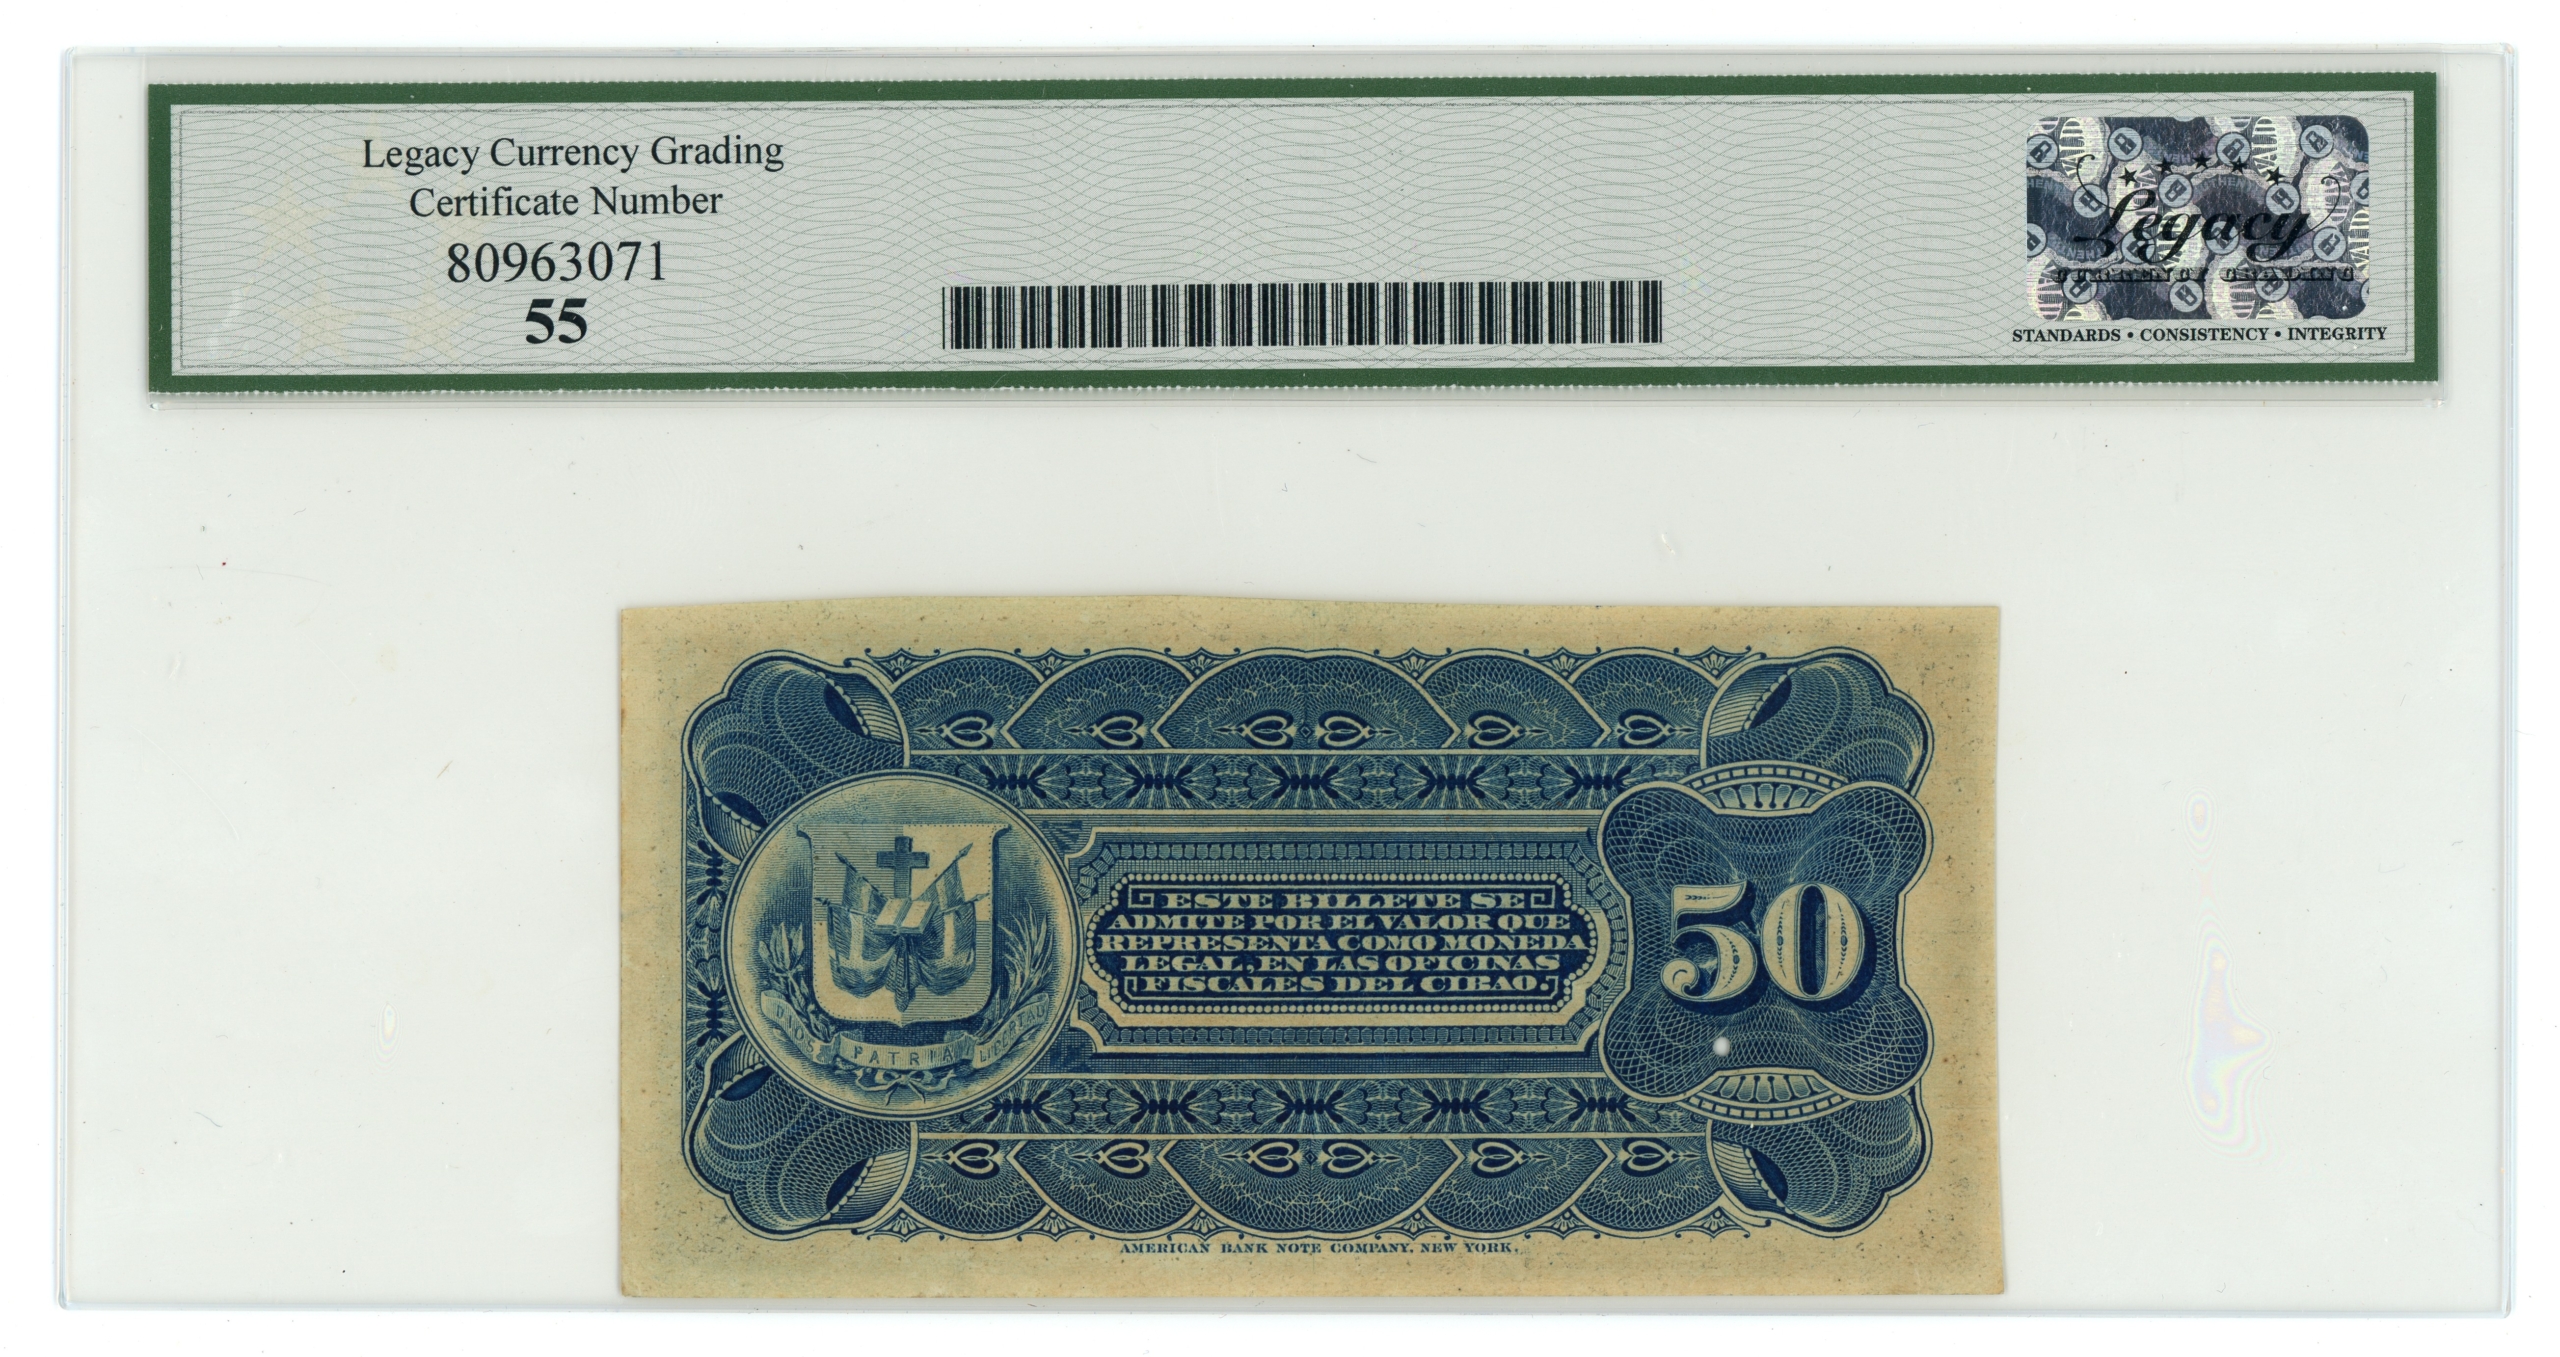 Legacy Currency Grading
Certificate Number
80963071
55
Legacy
CURRENCY GRADING
STANDARDS • CONSISTENCY • INTEGRITY
ESTE BILLETE SE
ADMITE POR EL VALOR QUE
REPRESENTA COMO MONEDA
LEGAL, EN LAS OFICINAS
FISCALES DEL CIBAO.
50
DIOS PATRIA LIBERTAD
AMERICAN BANK NOTE COMPANY, NEW YORK.